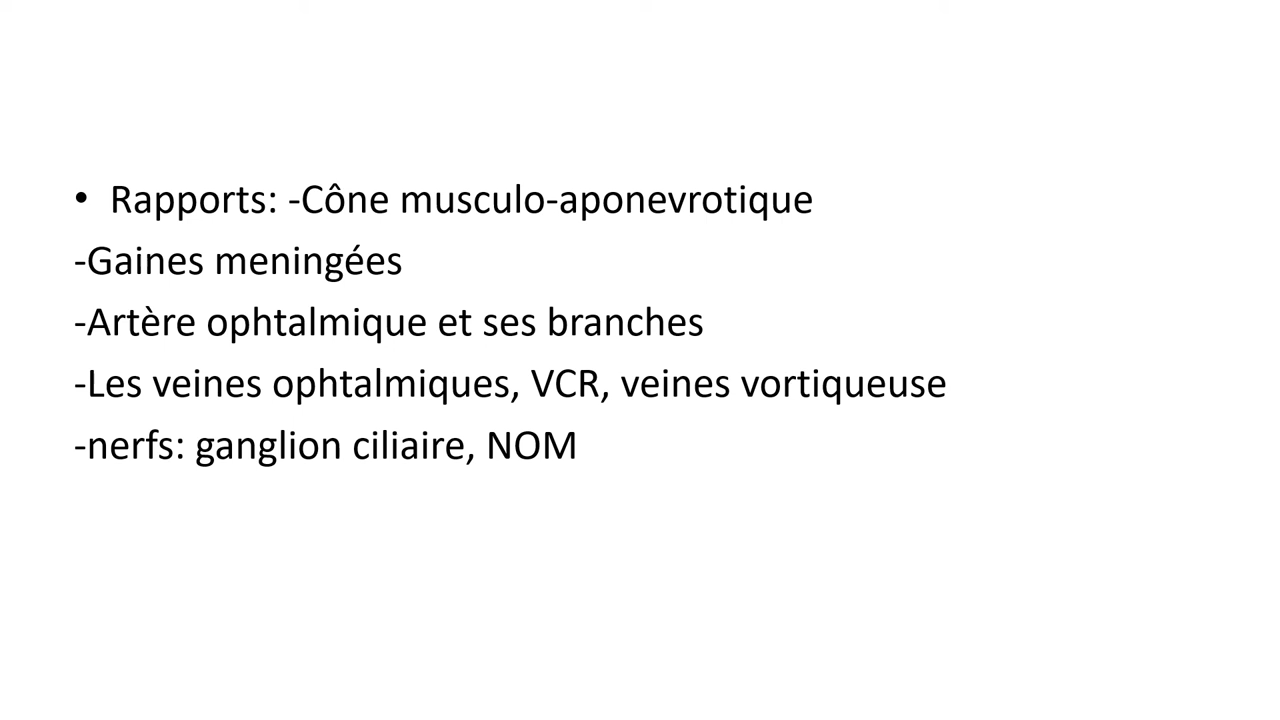 • Rapports: -Cône musculo-aponevrotique
-Gaines meningées
-Artère ophtalmique et ses branches
-Les veines ophtalmiques, VCR, veines vortiqueuse
-nerfs: ganglion ciliaire, NOM